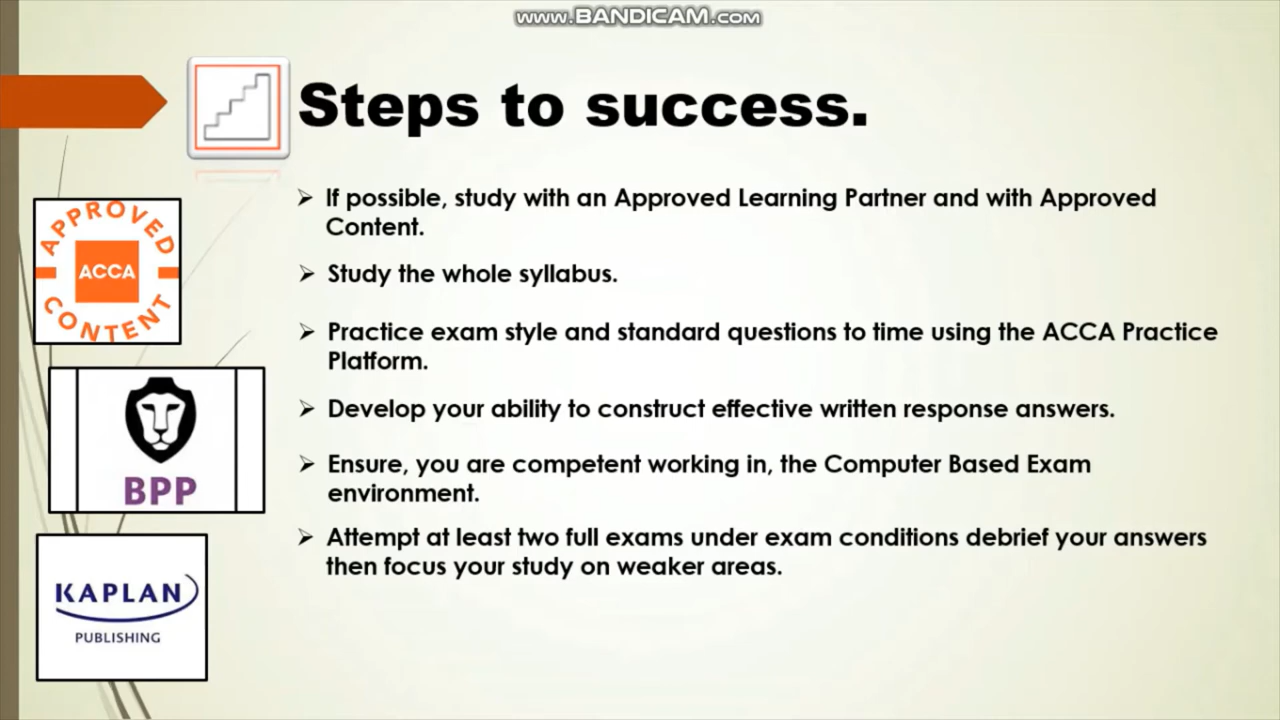 www.BANDICAM.com
Steps to success.
➢ If possible, study with an Approved Learning Partner and with Approved
Content.
➢ Study the whole syllabus.
➢ Practice exam style and standard questions to time using the ACCA Practice
Platform.
➢ Develop your ability to construct effective written response answers.
➢ Ensure, you are competent working in, the Computer Based Exam
environment.
➢ Attempt at least two full exams under exam conditions debrief your answers
then focus your study on weaker areas.
APPROVED
ACCA
CONTENT
BPP
KAPLAN
PUBLISHING